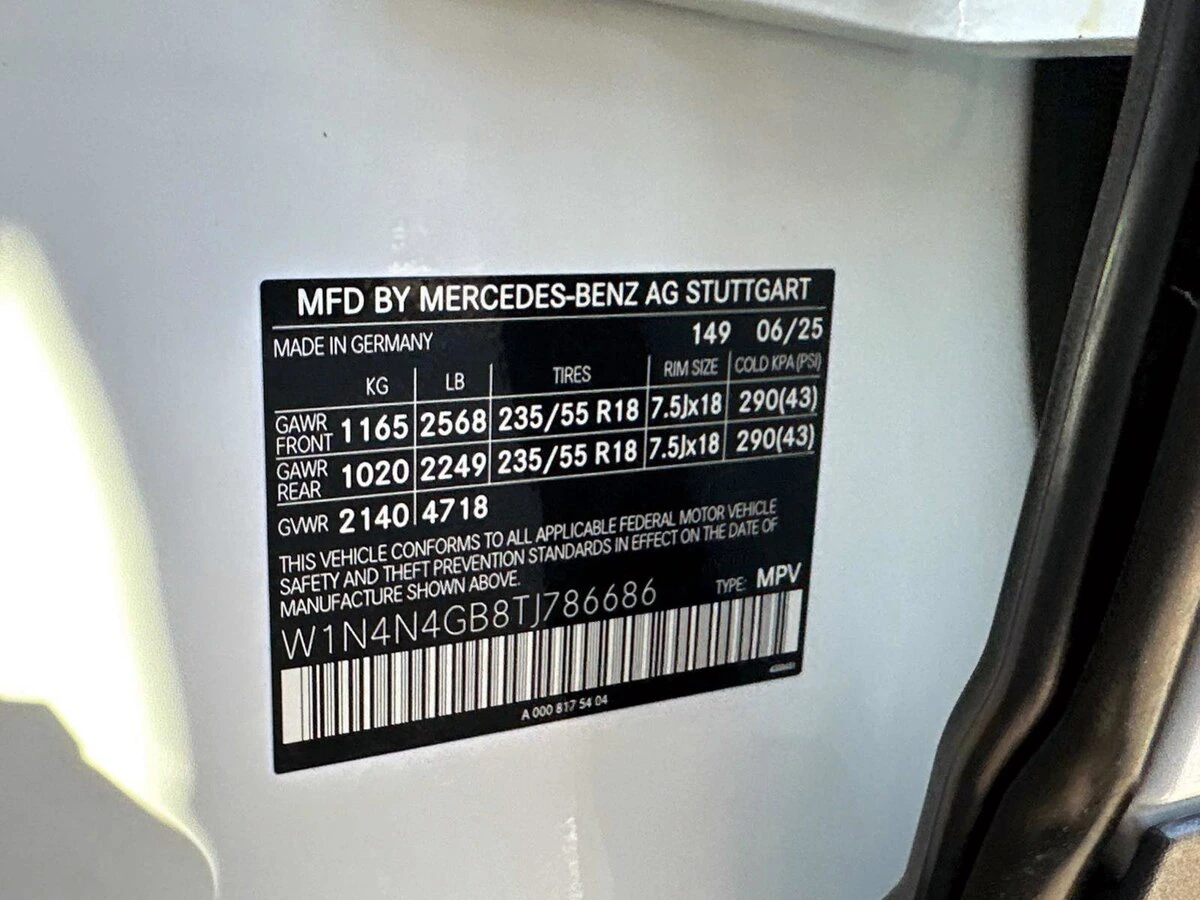 MFD BY MERCEDES-BENZ AG STUTTGART
MADE IN GERMANY 149 06/25
KG LB TIRES RIM SIZE COLD KPA(PSI)
GAWR FRONT 1165 2568 235/55 R18 7.5Jx18 290(43)
GAWR REAR 1020 2249 235/55 R18 7.5Jx18 290(43)
GVWR 2140 4718
THIS VEHICLE CONFORMS TO ALL APPLICABLE FEDERAL MOTOR VEHICLE
SAFETY AND THEFT PREVENTION STANDARDS IN EFFECT ON THE DATE OF
MANUFACTURE SHOWN ABOVE.
W1N4N4GB8TJ786686 TYPE: MPV
A 000 817 54 04